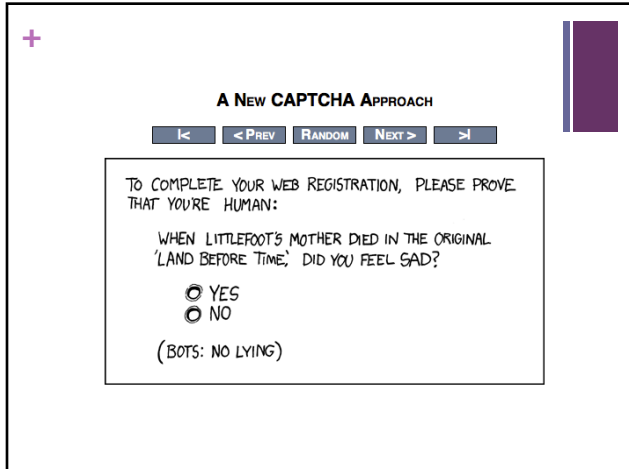 +
A NEW CAPTCHA APPROACH
|< < PREV RANDOM NEXT > >|
TO COMPLETE YOUR WEB REGISTRATION, PLEASE PROVE
THAT YOU'RE HUMAN:
WHEN LITTLEFOOT'S MOTHER DIED IN THE ORIGINAL
'LAND BEFORE TIME,' DID YOU FEEL SAD?
YES
NO
(BOTS: NO LYING)